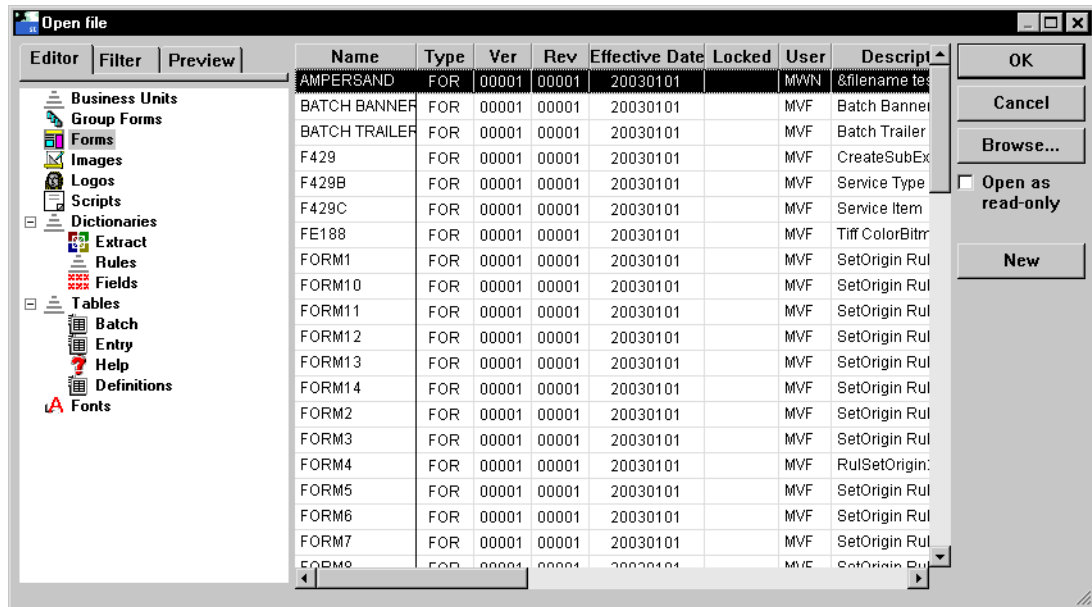 Open file
Editor Filter Preview
Business Units
Group Forms
Forms
Images
Logos
Scripts
Dictionaries
Extract
Rules
Fields
Tables
Batch
Entry
Help
Definitions
Fonts
Name Type Ver Rev Effective Date Locked User Descript
AMPERSAND FOR 00001 00001 20030101 MWN &filename tes
BATCH BANNER FOR 00001 00001 20030101 MVF Batch Banner
BATCH TRAILER FOR 00001 00001 20030101 MVF Batch Trailer
F429 FOR 00001 00001 20030101 MVF CreateSubEx
F429B FOR 00001 00001 20030101 MVF Service Type
F429C FOR 00001 00001 20030101 MVF Service Item
FE188 FOR 00001 00001 20030101 MVF Tiff ColorBitm
FORM1 FOR 00001 00001 20030101 MVF SetOrigin Rul
FORM10 FOR 00001 00001 20030101 MVF SetOrigin Rul
FORM11 FOR 00001 00001 20030101 MVF SetOrigin Rul
FORM12 FOR 00001 00001 20030101 MVF SetOrigin Rul
FORM13 FOR 00001 00001 20030101 MVF SetOrigin Rul
FORM14 FOR 00001 00001 20030101 MVF SetOrigin Rul
FORM2 FOR 00001 00001 20030101 MVF SetOrigin Rul
FORM3 FOR 00001 00001 20030101 MVF SetOrigin Rul
FORM4 FOR 00001 00001 20030101 MVF RulSetOrigin:
FORM5 FOR 00001 00001 20030101 MVF SetOrigin Rul
FORM6 FOR 00001 00001 20030101 MVF SetOrigin Rul
FORM7 FOR 00001 00001 20030101 MVF SetOrigin Rul
FOR 00001 00001 20030101 MVF SetOrigin Rul
OK
Cancel
Browse...
Open as
read-only
New